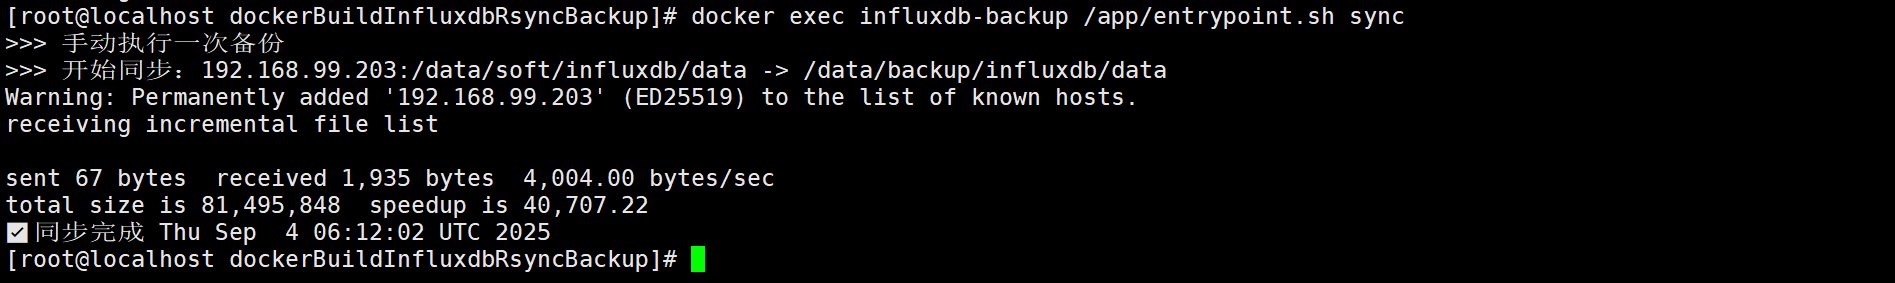 [root@localhost dockerBuildInfluxdbRsyncBackup]# docker exec influxdb-backup /app/entrypoint.sh sync
>>> 手动执行一次备份
>>> 开始同步：192.168.99.203:/data/soft/influxdb/data -> /data/backup/influxdb/data
Warning: Permanently added '192.168.99.203' (ED25519) to the list of known hosts.
receiving incremental file list
sent 67 bytes  received 1,935 bytes  4,004.00 bytes/sec
total size is 81,495,848  speedup is 40,707.22
✅ 同步完成 Thu Sep  4 06:12:02 UTC 2025
[root@localhost dockerBuildInfluxdbRsyncBackup]#